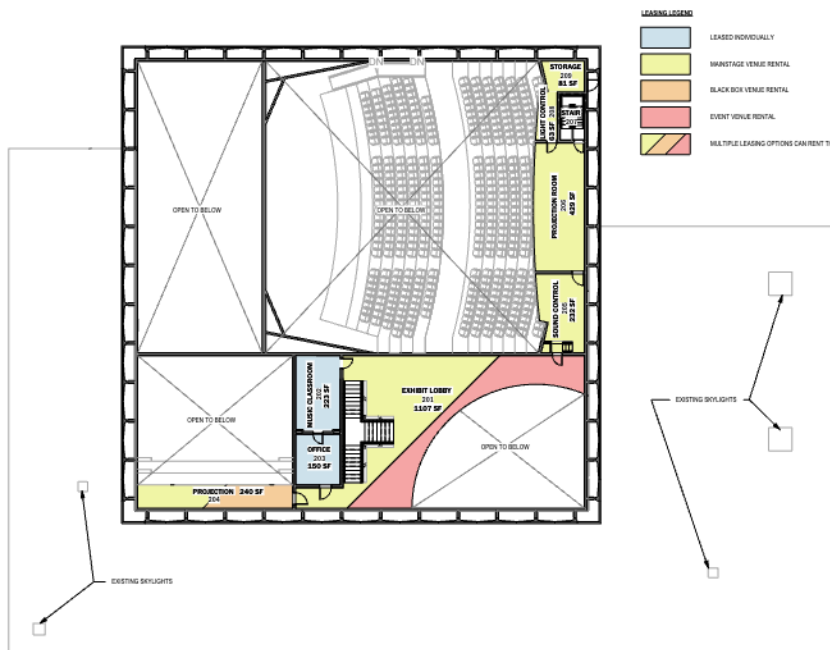 LEASING LEGEND
LEASED INDIVIDUALLY
MAINSTAGE VENUE RENTAL
BLACK BOX VENUE RENTAL
EVENT VENUE RENTAL
MULTIPLE LEASING OPTIONS CAN RENT
DN
DN
STORAGE
209
81 SF
LIGHT CONTROL
208
63 SF
STAIR
OPEN TO BELOW
OPEN TO BELOW
PROJECTION ROOM
206
429 SF
SOUND CONTROL
205
232 SF
MUSIC CLASSROOM
202
223 SF
EXHIBIT LOBBY
201
1107 SF
OPEN TO BELOW
OPEN TO BELOW
OFFICE
203
150 SF
PROJECTION 240 SF
204
EXISTING SKYLIGHTS
EXISTING SKYLIGHTS